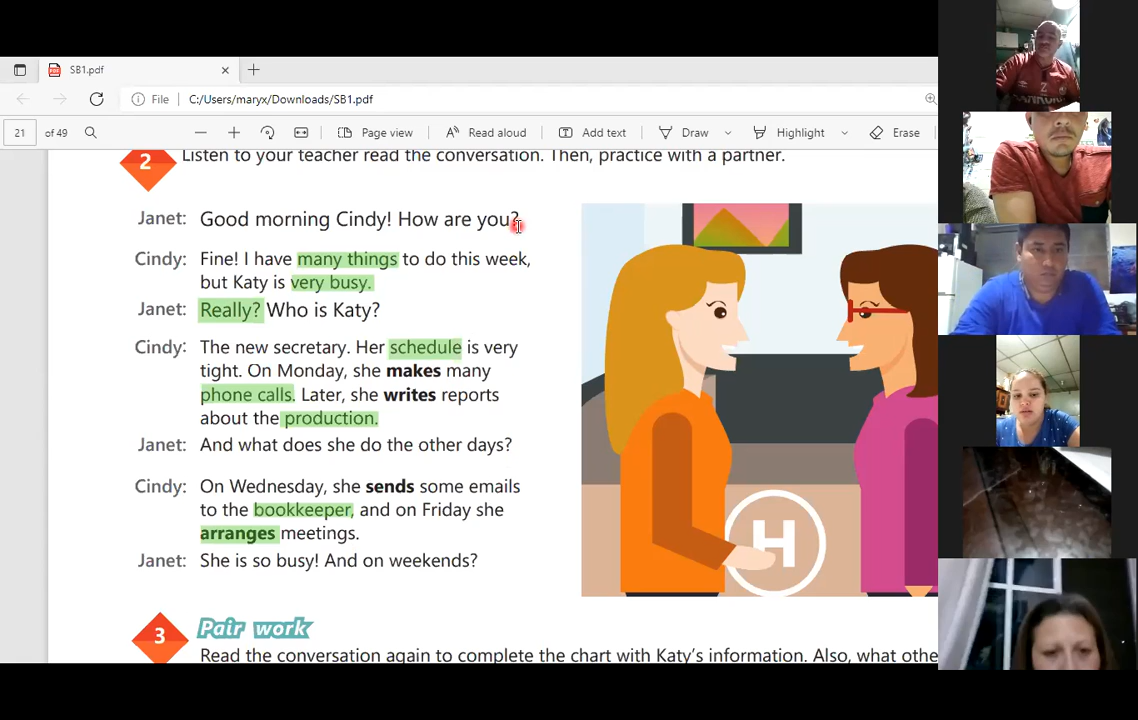 SB1.pdf
File C:/Users/maryx/Downloads/SB1.pdf
21 of 49 Page view Read aloud Add text Draw Highlight Erase
2 Listen to your teacher read the conversation. Then, practice with a partner.
Janet: Good morning Cindy! How are you?
Cindy: Fine! I have many things to do this week,
but Katy is very busy.
Janet: Really? Who is Katy?
Cindy: The new secretary. Her schedule is very
tight. On Monday, she makes many
phone calls. Later, she writes reports
about the production.
Janet: And what does she do the other days?
Cindy: On Wednesday, she sends some emails
to the bookkeeper, and on Friday she
arranges meetings.
Janet: She is so busy! And on weekends?
H
3 Pair work
Read the conversation again to complete the chart with Katy's information. Also, what othe